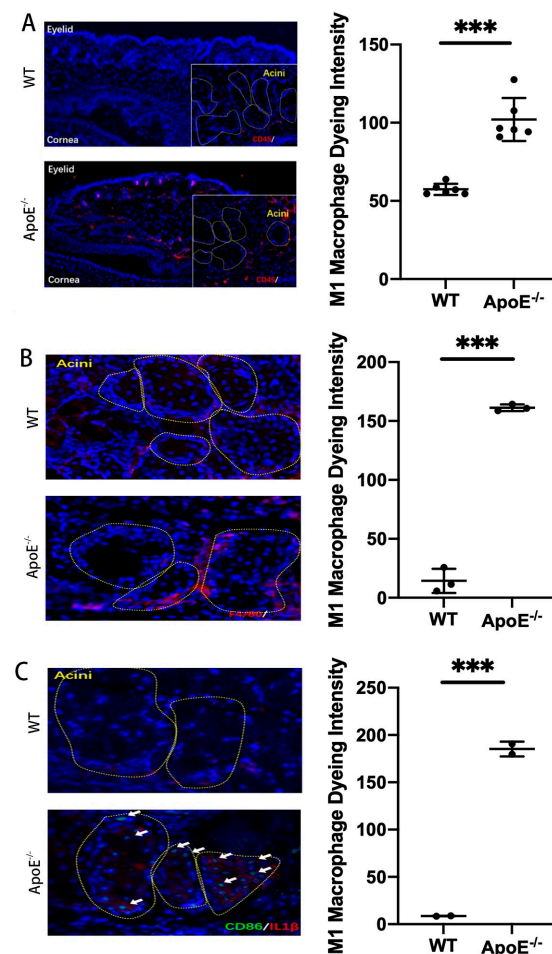 A
WT
Eyelid
Cornea
Acini
CD45/
ApoE-/-
Eyelid
Cornea
Acini
CD45/
M1 Macrophage Dyeing Intensity
150
100
50
0
***
WT
ApoE-/-
B
WT
Acini
ApoE-/-
F4/80/
M1 Macrophage Dyeing Intensity
200
150
100
50
0
***
WT
ApoE-/-
C
WT
Acini
ApoE-/-
CD86/IL1β
M1 Macrophage Dyeing Intensity
250
200
150
100
50
0
***
WT
ApoE-/-